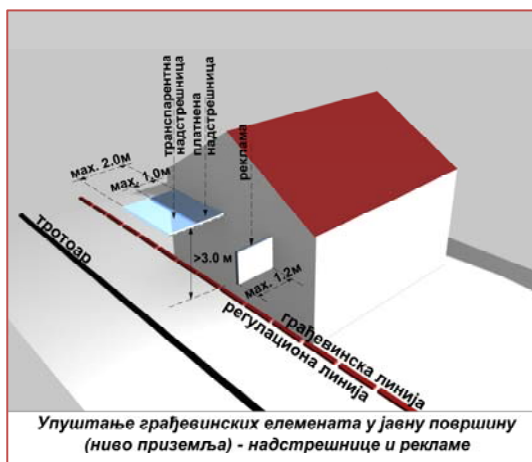 транспарентна
надстрешница
платнена
надстрешница
реклама
мах. 2.0м
мах. 1.0м
тротоар
>3.0 м
мах. 1.2м
грађевинска линија
регулациона линија
Упуштање грађевинских елемената у јавну површину
(ниво приземља) - надстрешнице и рекламе